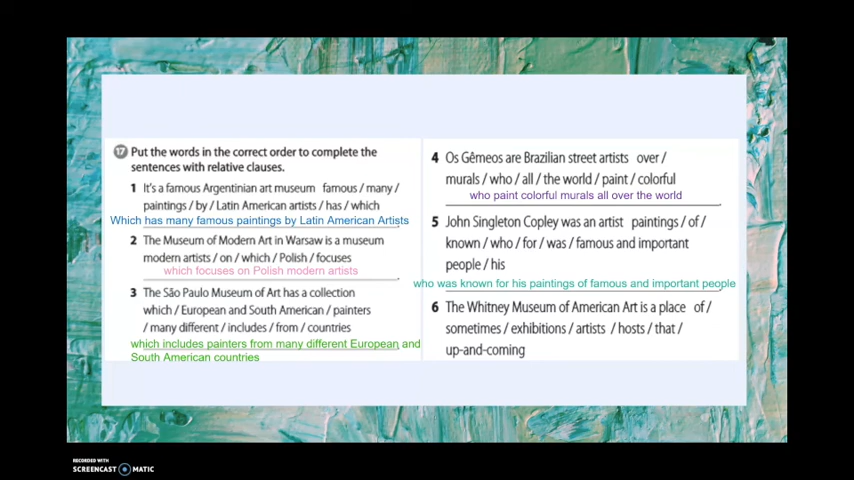 17 Put the words in the correct order to complete the
sentences with relative clauses.
1 It's a famous Argentinian art museum famous / many /
paintings / by / Latin American artists / has / which
Which has many famous paintings by Latin American Artists
2 The Museum of Modern Art in Warsaw is a museum
modern artists / on / which / Polish / focuses
which focuses on Polish modern artists
3 The São Paulo Museum of Art has a collection
which / European and South American / painters
/ many different / includes / from / countries
which includes painters from many different European and
South American countries
4 Os Gêmeos are Brazilian street artists over /
murals / who / all / the world / paint / colorful
who paint colorful murals all over the world
5 John Singleton Copley was an artist paintings / of /
known / who / for / was / famous and important
people / his
who was known for his paintings of famous and important people
6 The Whitney Museum of American Art is a place of /
sometimes / exhibitions / artists / hosts / that /
up-and-coming
RECORDED WITH
SCREENCAST MATIC